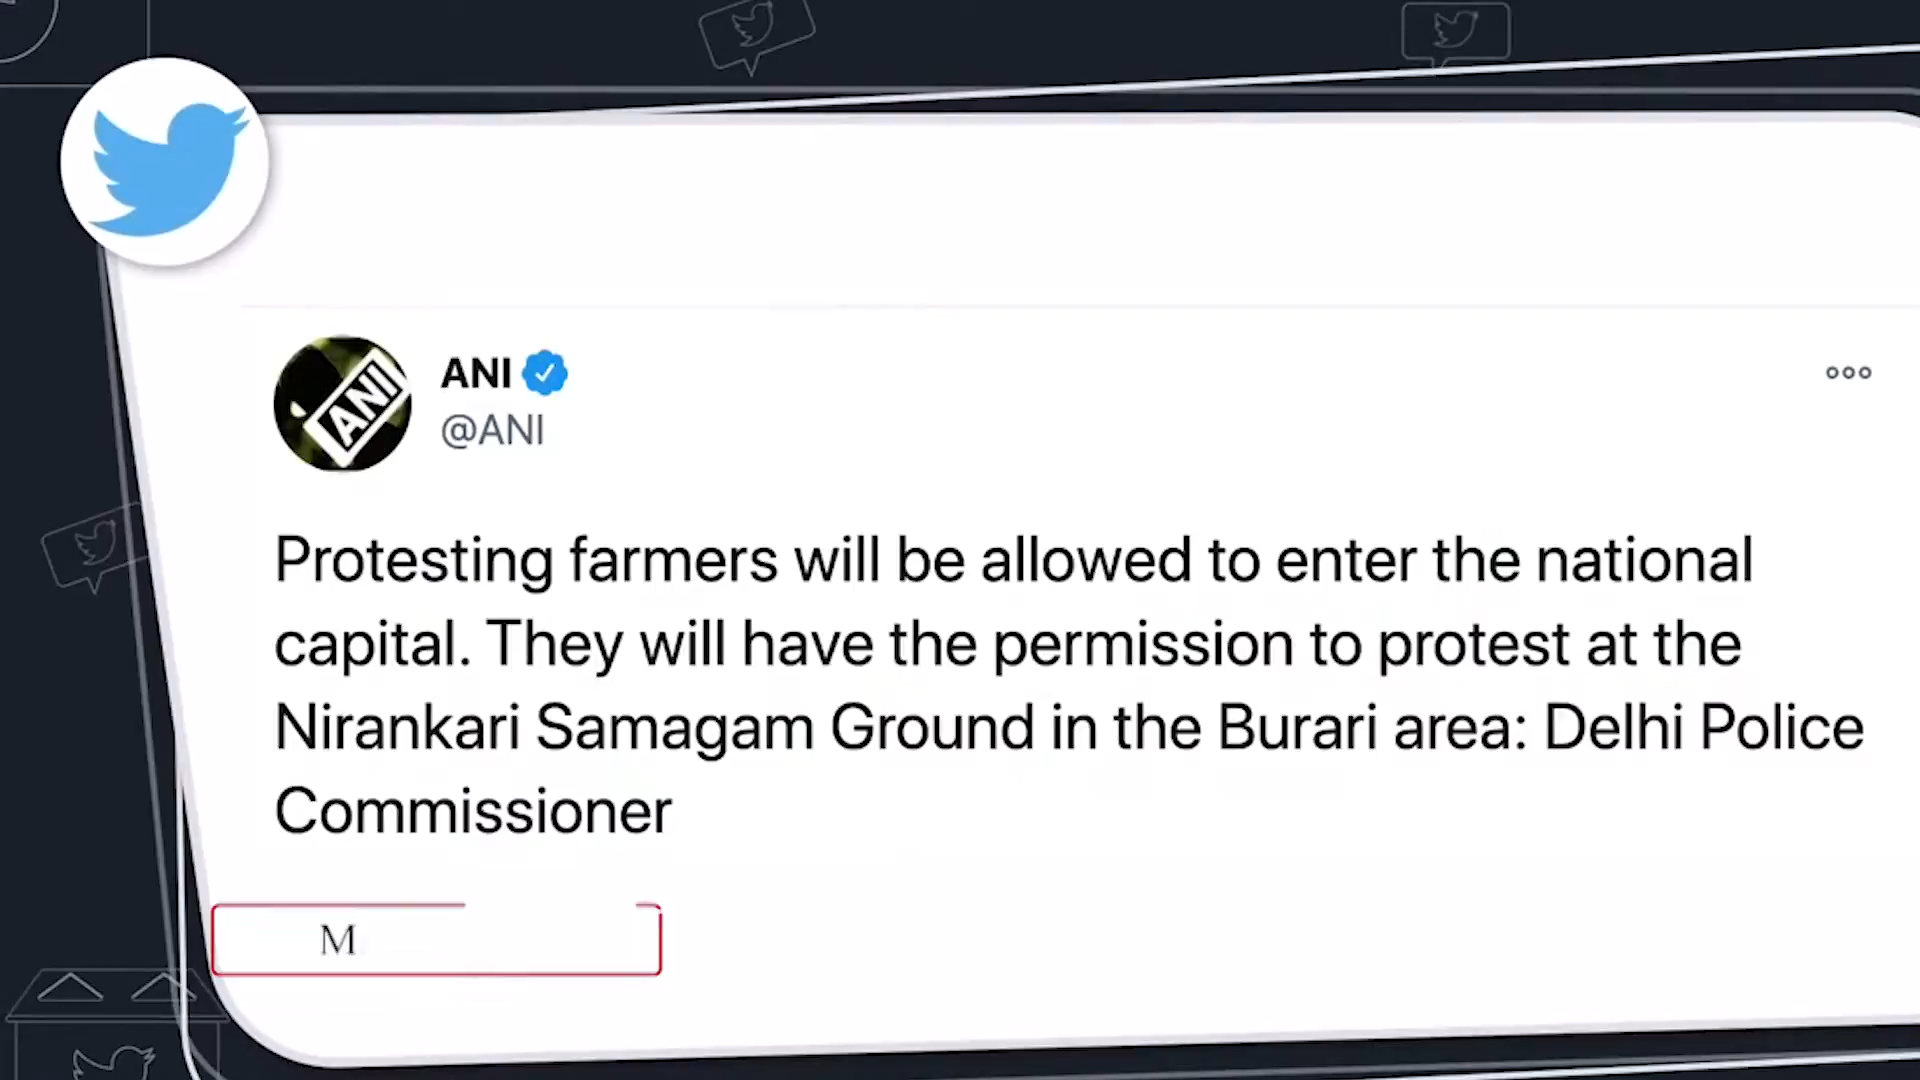 ANI
ANI
@ANI
Protesting farmers will be allowed to enter the national
capital. They will have the permission to protest at the
Nirankari Samagam Ground in the Burari area: Delhi Police
Commissioner
M